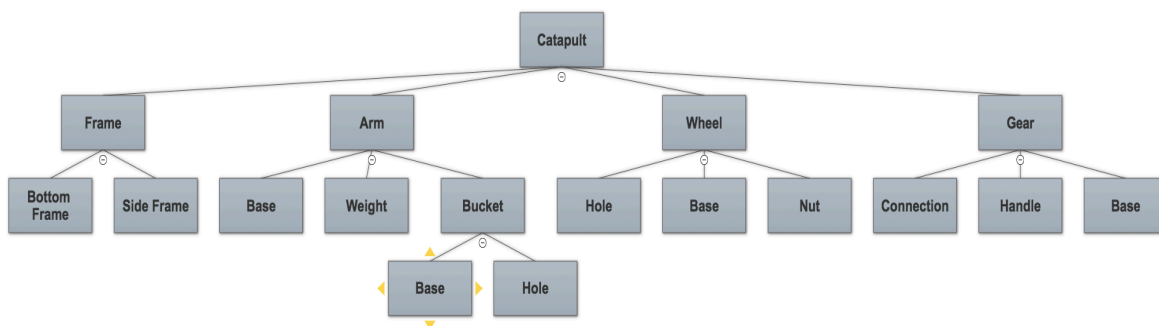 Catapult
Frame
Arm
Wheel
Gear
Bottom
Frame
Side Frame
Base
Weight
Bucket
Hole
Base
Nut
Connection
Handle
Base
Base
Hole